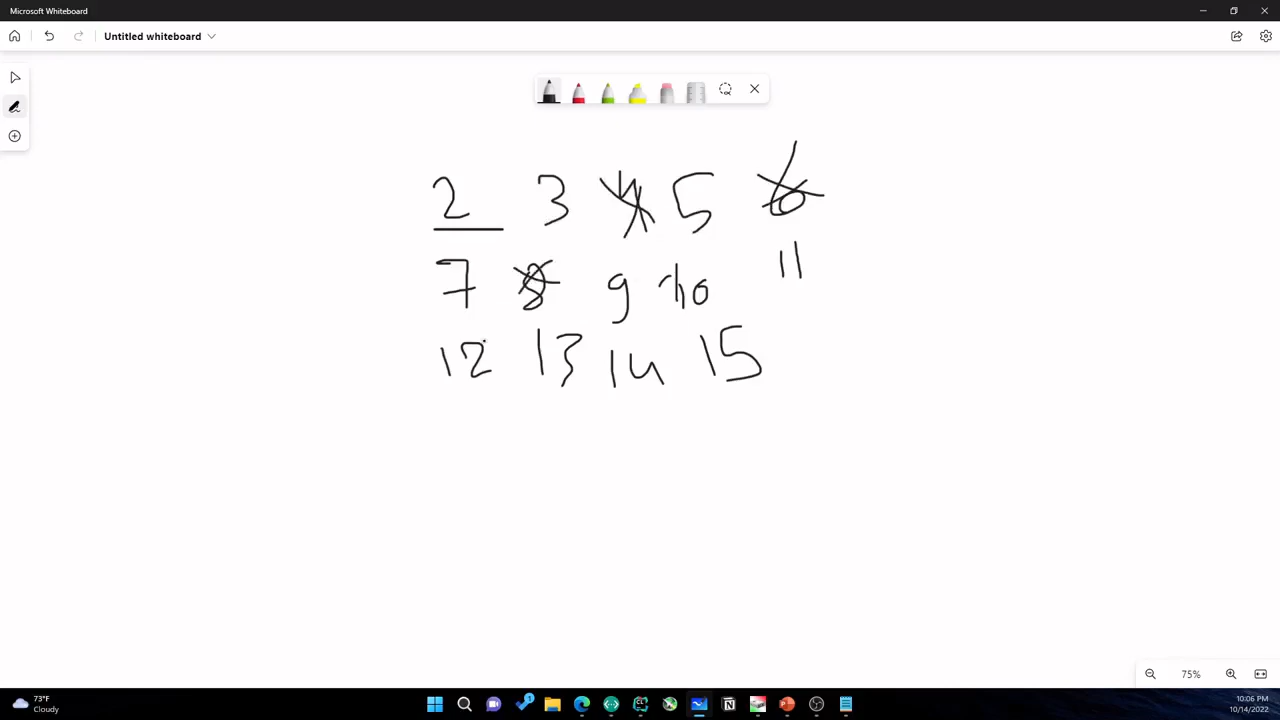 Microsoft Whiteboard
Untitled whiteboard
2 3 4 5 6
7 8 9 10 11
12 13 14 15
75%
73°F
Cloudy
10:06 PM
10/14/2022